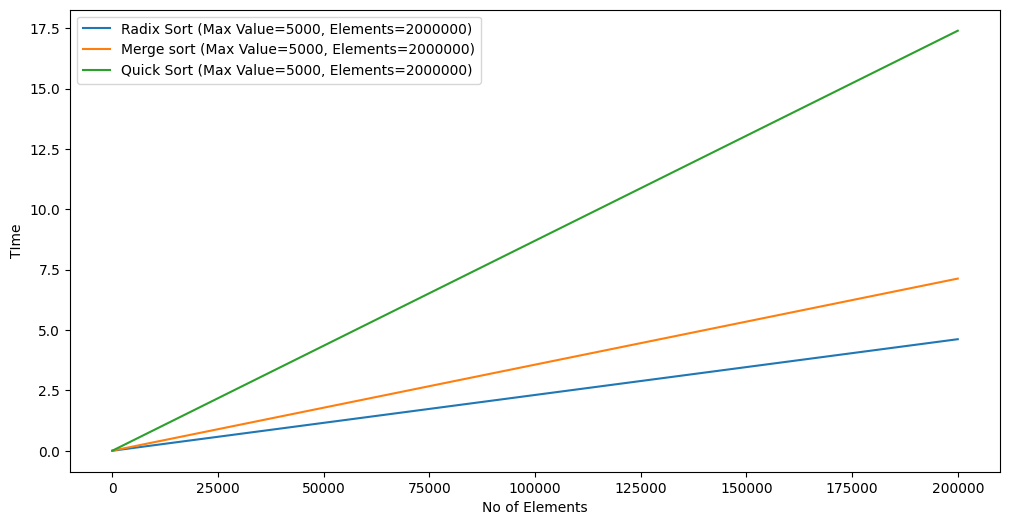 Radix Sort (Max Value=5000, Elements=2000000)
Merge sort (Max Value=5000, Elements=2000000)
Quick Sort (Max Value=5000, Elements=2000000)
17.5
15.0
12.5
10.0
7.5
5.0
2.5
0.0
TIme
0 25000 50000 75000 100000 125000 150000 175000 200000
No of Elements